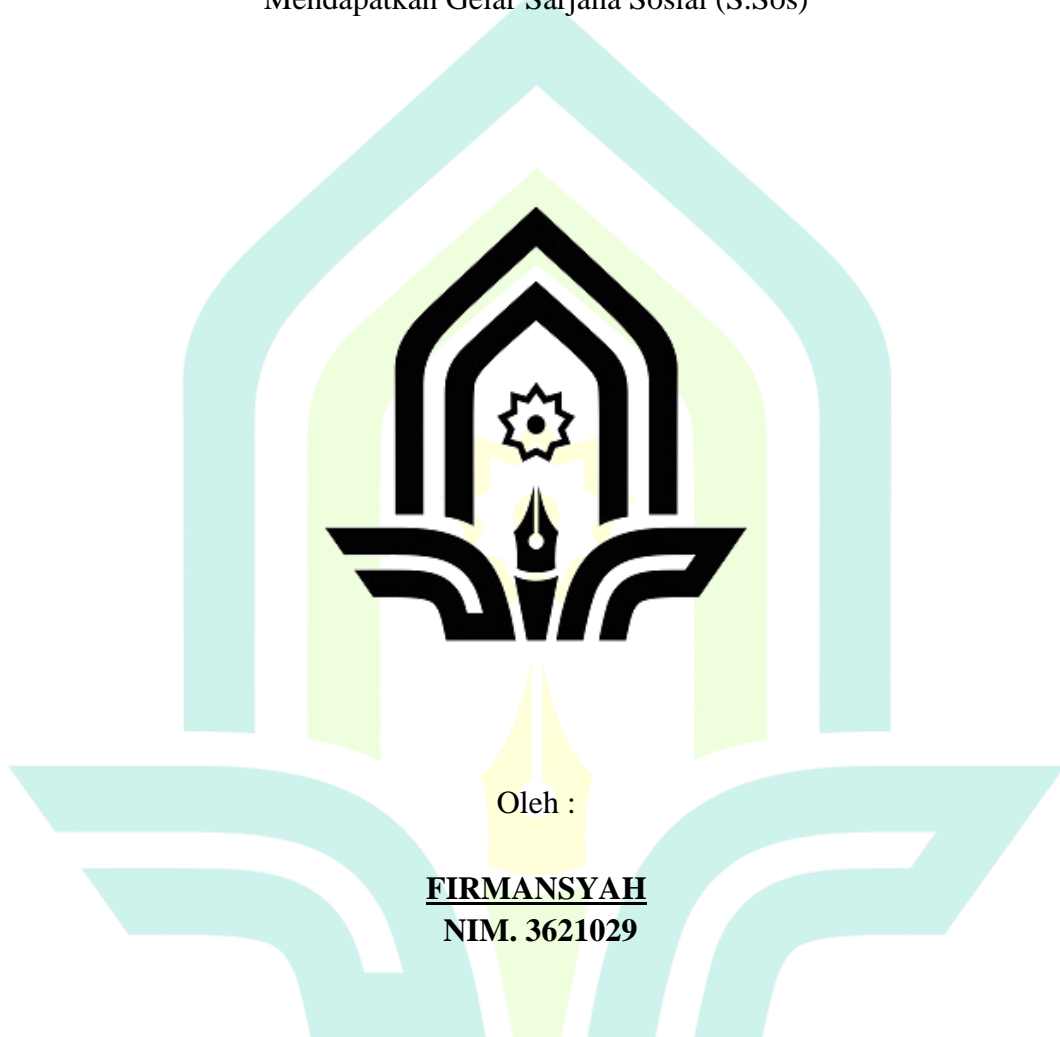 Mendapatkan Gelar Sarjana Sosial (S.Sos)
Oleh :
FIRMANSYAH
NIM. 3621029